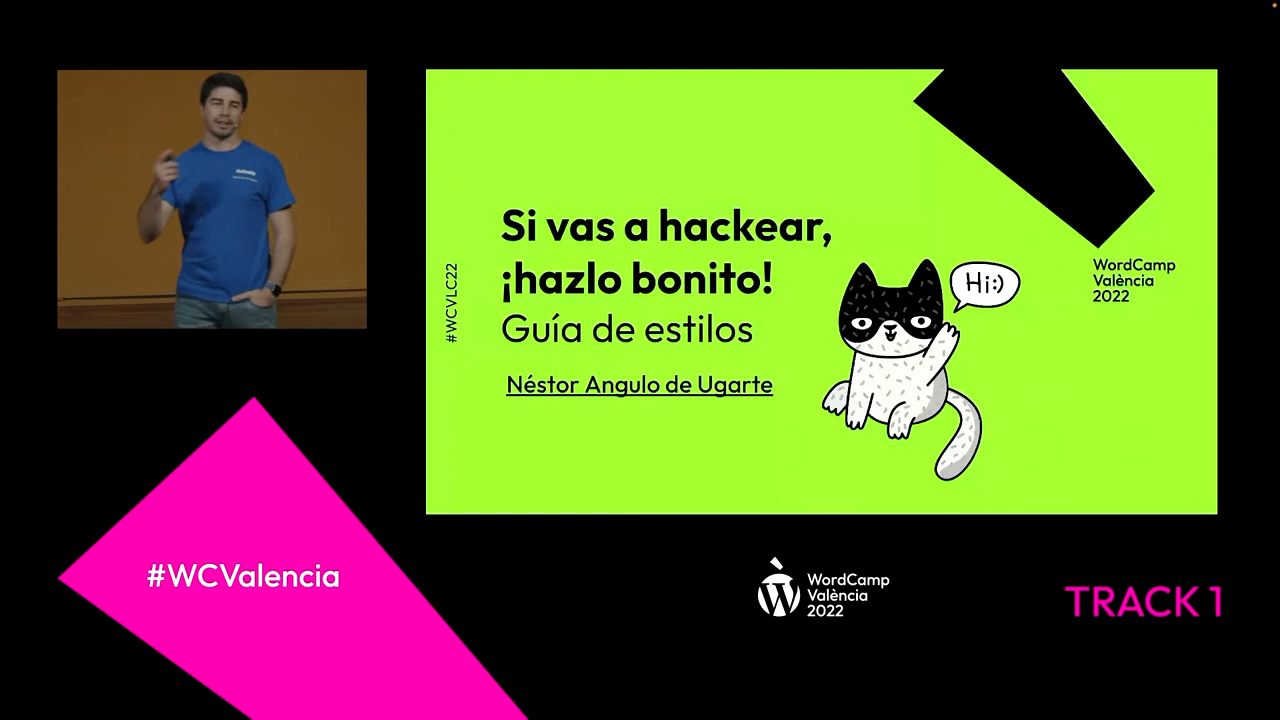 Si vas a hackear,
¡hazlo bonito!
Guía de estilos
Néstor Angulo de Ugarte
#WCVLC22
Hi:)
WordCamp
València
2022
#WCValencia
WordCamp
València
2022
TRACK 1